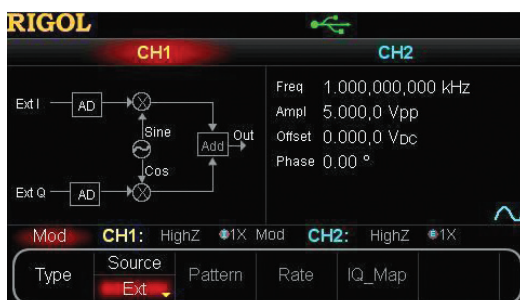 RIGOL
CH1 CH2
Ext I AD Sine Add Out
Cos
Ext Q AD
Freq 1.000,000,000 kHz
Ampl 5.000,0 Vpp
Offset 0.000,0 VDC
Phase 0.00 °
Mod CH1: HighZ 1X Mod CH2: HighZ 1X
Type Source Pattern Rate IQ_Map
Ext